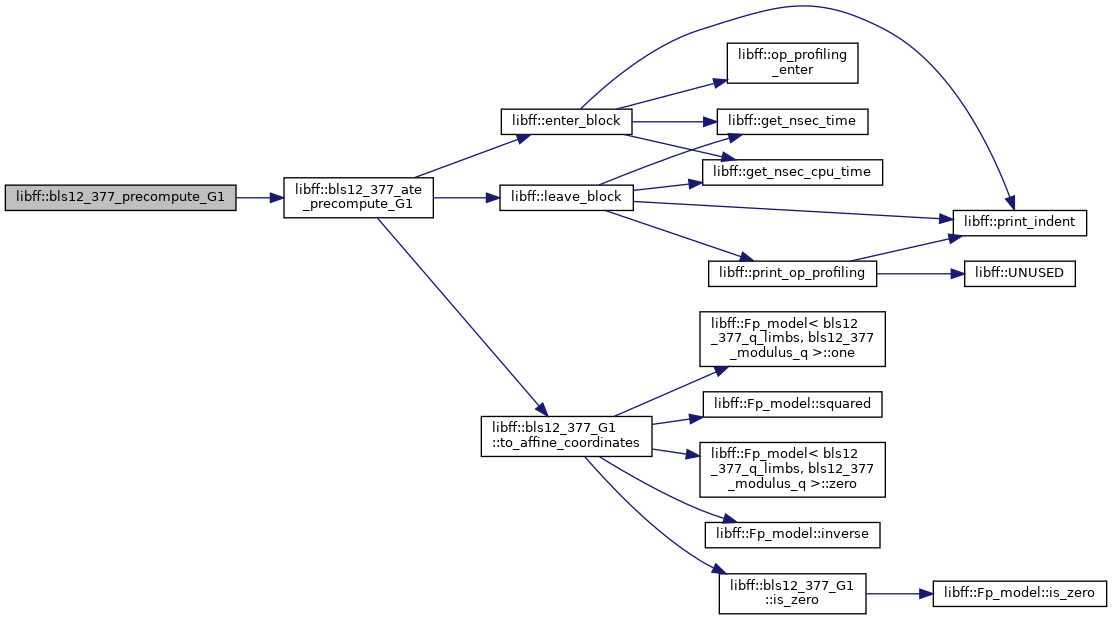 libff::bls12_377_precompute_G1
libff::bls12_377_ate
_precompute_G1
libff::enter_block
libff::leave_block
libff::bls12_377_G1
::to_affine_coordinates
libff::op_profiling
_enter
libff::get_nsec_time
libff::get_nsec_cpu_time
libff::print_indent
libff::print_op_profiling
libff::UNUSED
libff::Fp_model< bls12
_377_q_limbs, bls12_377
_modulus_q >::one
libff::Fp_model::squared
libff::Fp_model< bls12
_377_q_limbs, bls12_377
_modulus_q >::zero
libff::Fp_model::inverse
libff::bls12_377_G1
::is_zero
libff::Fp_model::is_zero